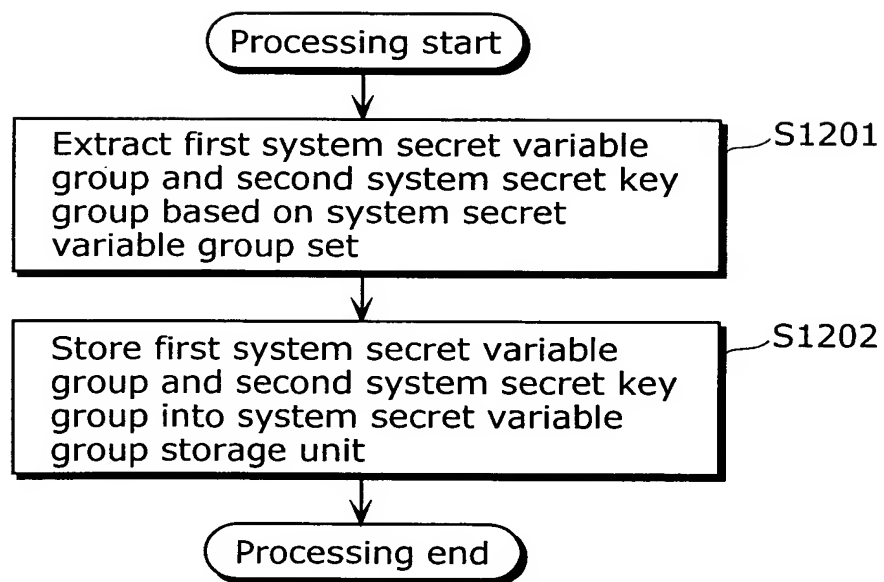 Processing start
Extract first system secret variable
group and second system secret key
group based on system secret
variable group set
S1201
Store first system secret variable
group and second system secret key
group into system secret variable
group storage unit
S1202
Processing end